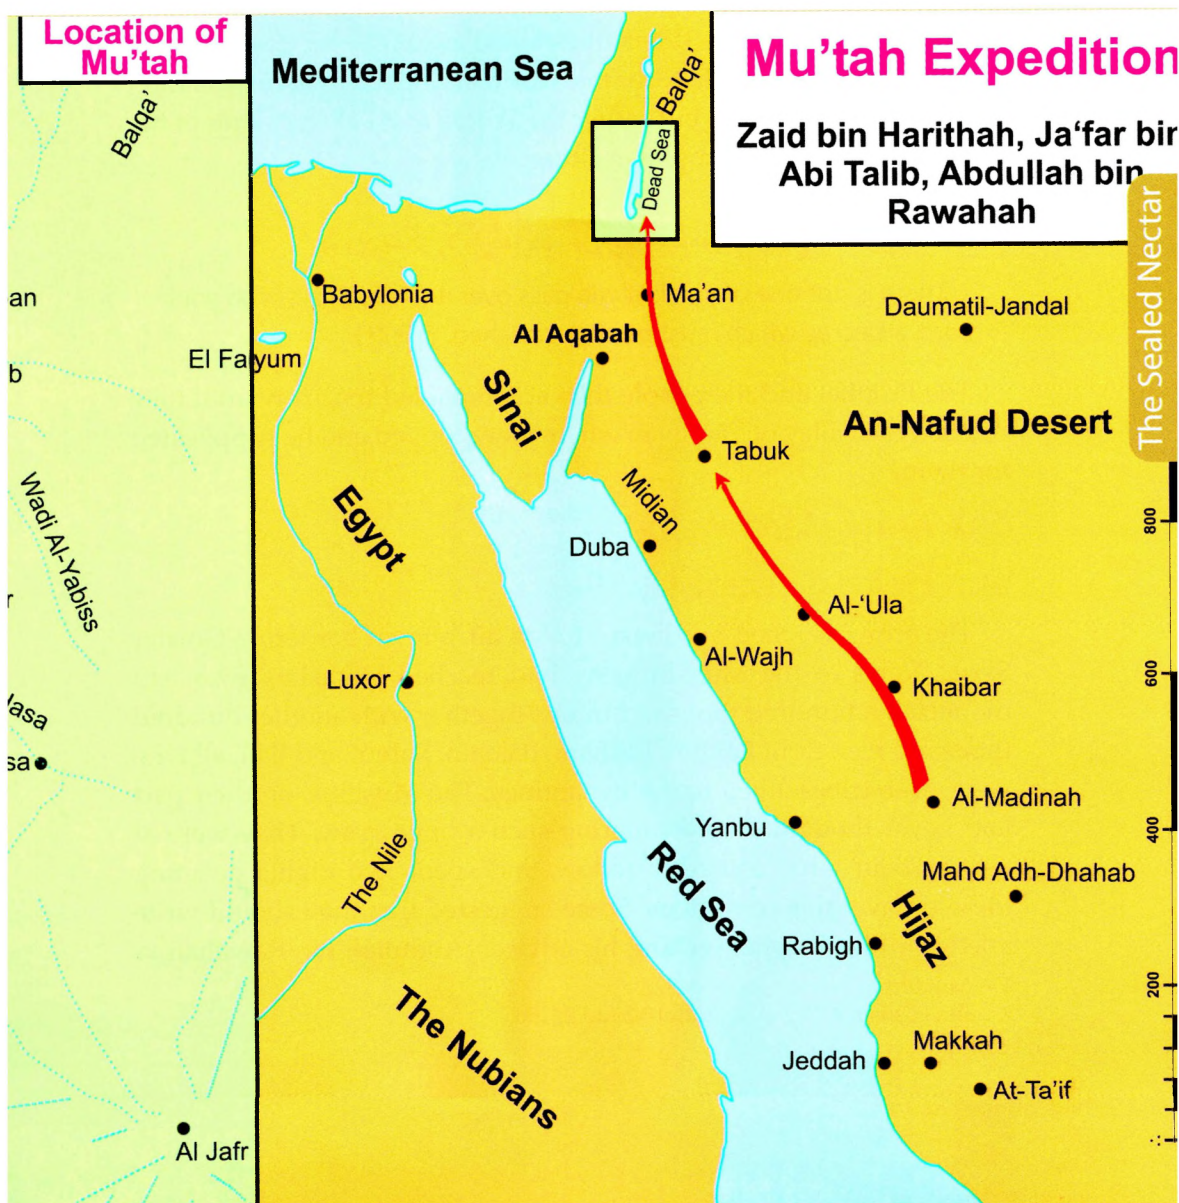 Location of
Mu'tah
Balqa'
an
b
Wadi Al-Yabiss
r
sa
Al Jafr
Mediterranean Sea
Balqa'
Dead Sea
Mu'tah Expedition
Zaid bin Harithah, Ja‘far bin
Abi Talib, Abdullah bin
Rawahah
The Sealed Nectar
Babylonia
Ma'an
Daumatil-Jandal
El Faiyum
Al Aqabah
Sinai
An-Nafud Desert
Tabuk
Egypt
Midian
Duba
Al-‘Ula
Al-Wajh
Luxor
Khaibar
Al-Madinah
Yanbu
The Nile
Red Sea
Mahd Adh-Dhahab
Hijaz
Rabigh
The Nubians
Jeddah
Makkah
At-Ta'if
800
600
400
200